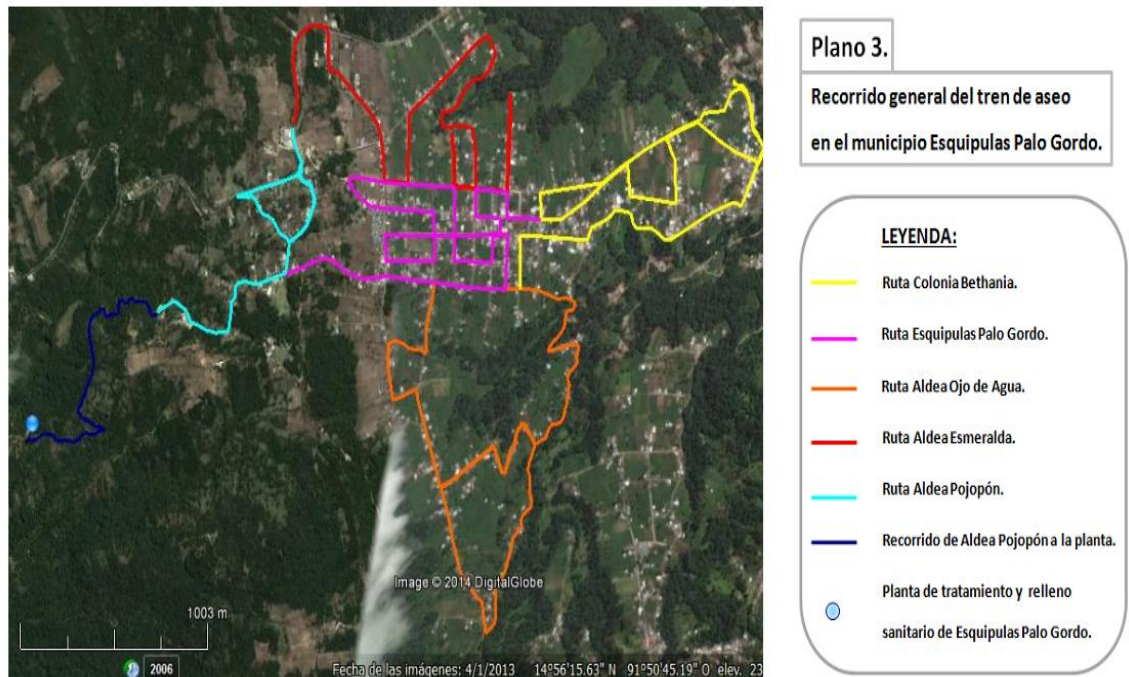 Plano 3.
Recorrido general del tren de aseo
en el municipio Esquipulas Palo Gordo.
LEYENDA:
Ruta Colonia Bethania.
Ruta Esquipulas Palo Gordo.
Ruta Aldea Ojo de Agua.
Ruta Aldea Esmeralda.
Ruta Aldea Pojopón.
Recorrido de Aldea Pojopón a la planta.
Planta de tratamiento y relleno
sanitario de Esquipulas Palo Gordo.
Image © 2014 DigitalGlobe
1003 m
2006
Fecha de las imágenes: 4/1/2013 14°56'15.63" N 91°50'45.19" O elev. 23